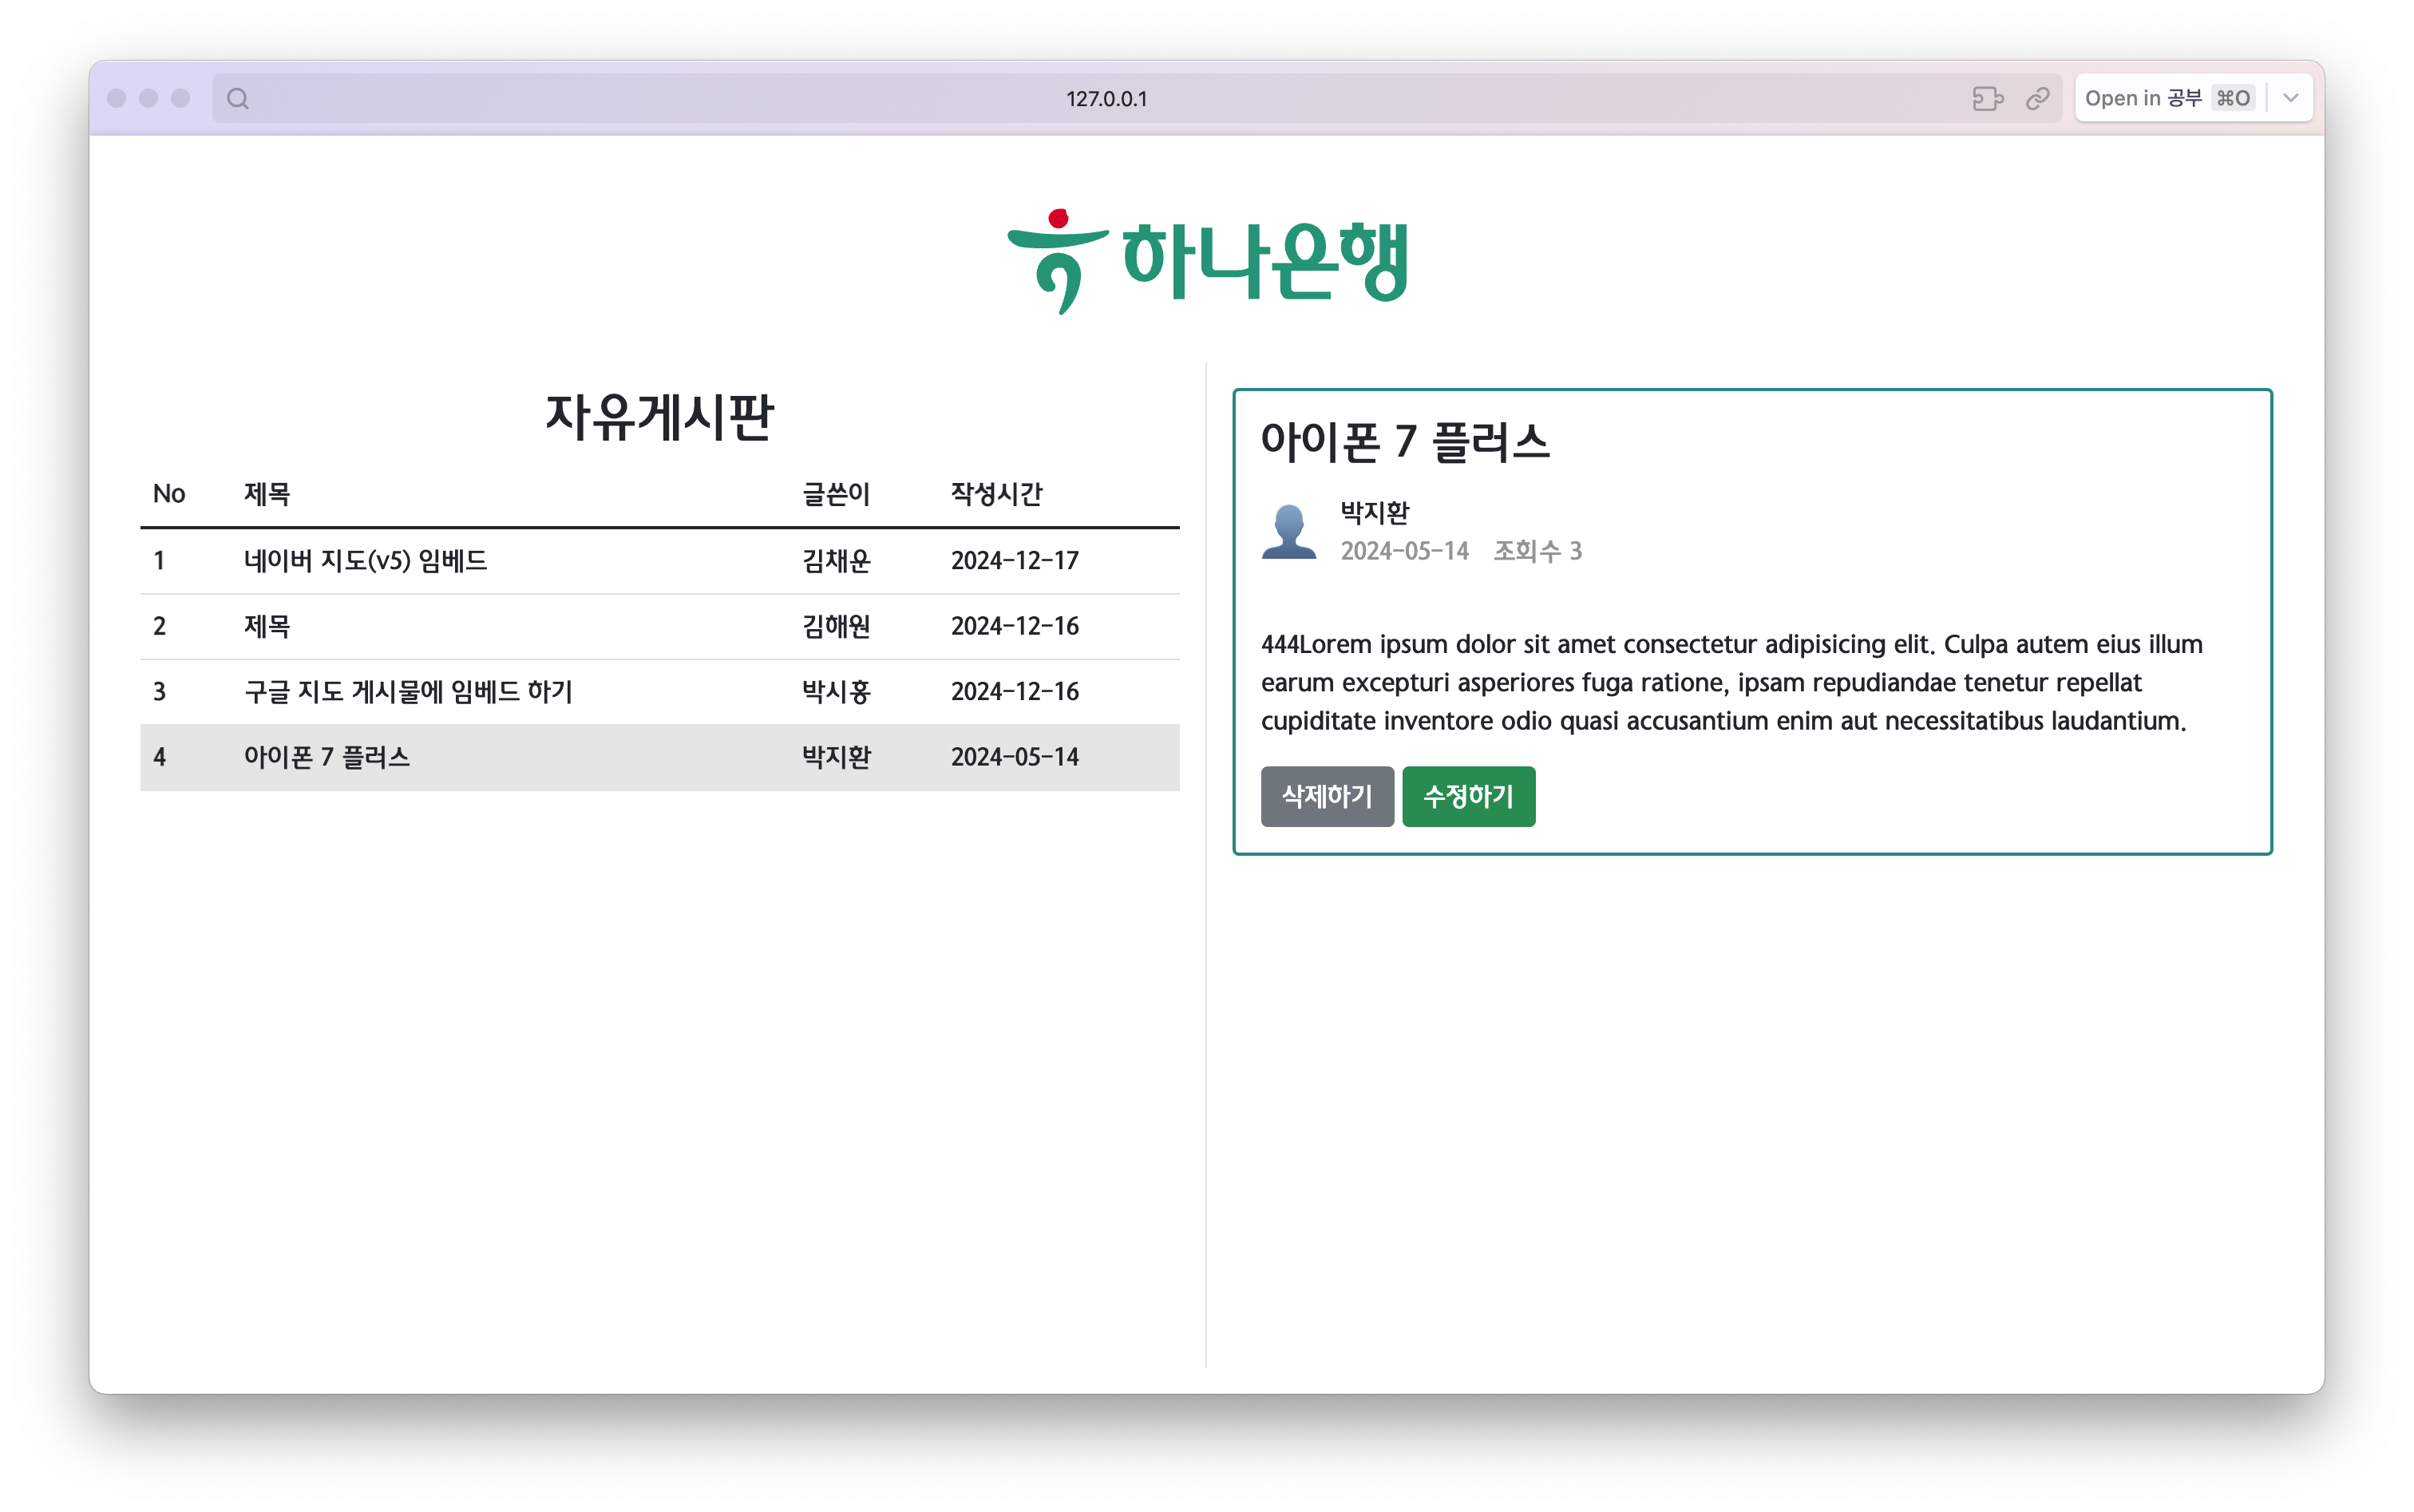 127.0.0.1
Open in 공부 ⌘O
하나은행
자유게시판
No 제목 글쓴이 작성시간
1 네이버 지도(v5) 임베드 김채운 2024-12-17
2 제목 김해원 2024-12-16
3 구글 지도 게시물에 임베드 하기 박시홍 2024-12-16
4 아이폰 7 플러스 박지환 2024-05-14
아이폰 7 플러스
박지환
2024-05-14 조회수 3
444Lorem ipsum dolor sit amet consectetur adipisicing elit. Culpa autem eius illum
earum excepturi asperiores fuga ratione, ipsam repudiandae tenetur repellat
cupiditate inventore odio quasi accusantium enim aut necessitatibus laudantium.
삭제하기 수정하기